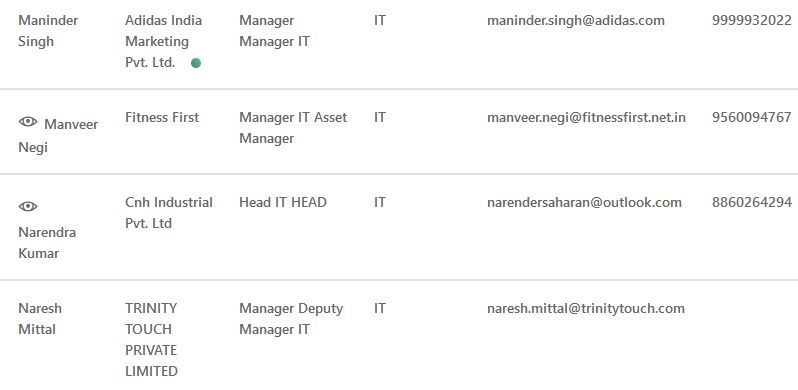 Maninder Singh Adidas India Marketing Pvt. Ltd. Manager Manager IT IT maninder.singh@adidas.com 9999932022
Manveer Negi Fitness First Manager IT Asset Manager IT manveer.negi@fitnessfirst.net.in 9560094767
Narendra Kumar Cnh Industrial Pvt. Ltd Head IT HEAD IT narendersaharan@outlook.com 8860264294
Naresh Mittal TRINITY TOUCH PRIVATE LIMITED Manager Deputy Manager IT IT naresh.mittal@trinitytouch.com